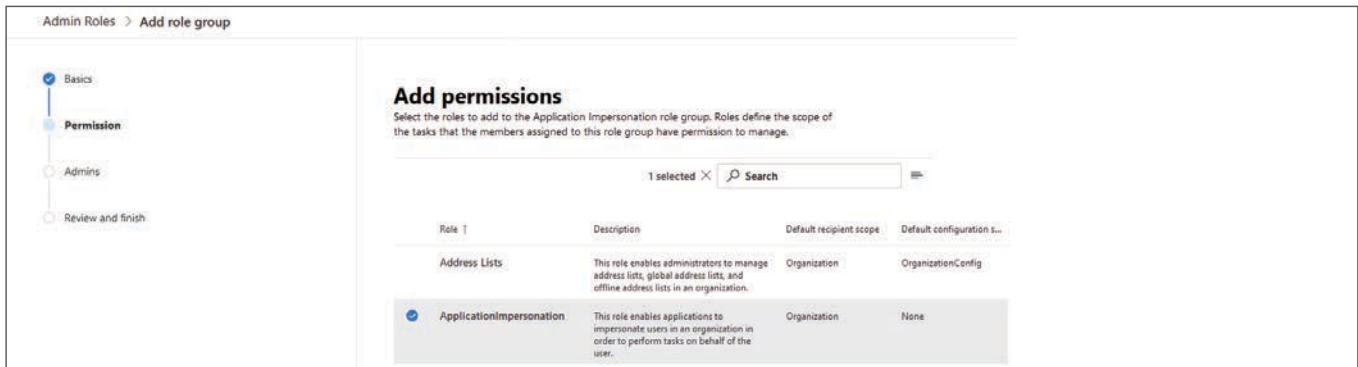 Admin Roles > Add role group
Basics
Permission
Admins
Review and finish
Add permissions
Select the roles to add to the Application Impersonation role group. Roles define the scope of
the tasks that the members assigned to this role group have permission to manage.
1 selected × Search
Role ↑ Description Default recipient scope Default configuration s...
Address Lists This role enables administrators to manage Organization OrganizationConfig
address lists, global address lists, and
offline address lists in an organization.
ApplicationImpersonation This role enables applications to Organization None
impersonate users in an organization in
order to perform tasks on behalf of the
user.